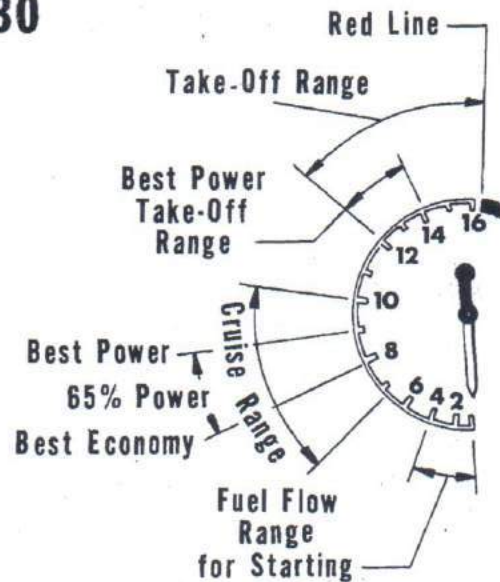 30
Red Line
Take-Off Range
Best Power
Take-Off
Range
16
14
12
10
8
6
4
2
Cruise Range
Best Power
65% Power
Best Economy
Fuel Flow
Range
for Starting